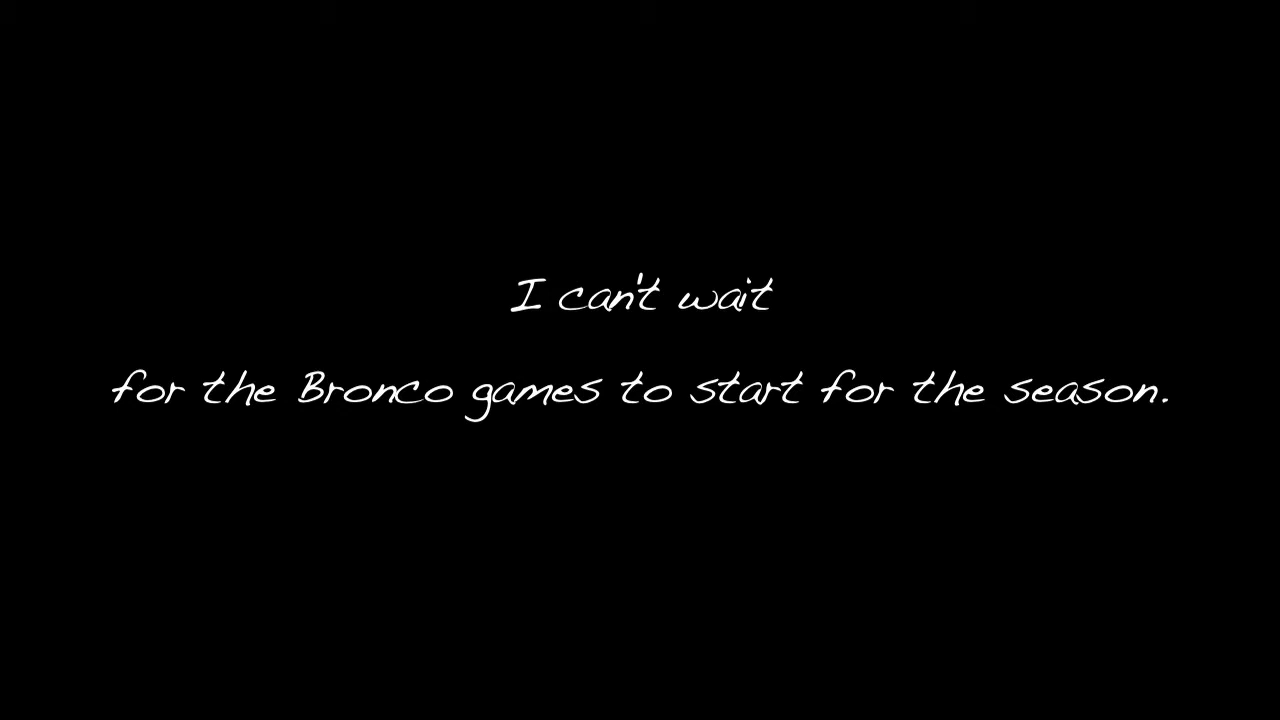 I can't wait
for the Bronco games to start for the season.